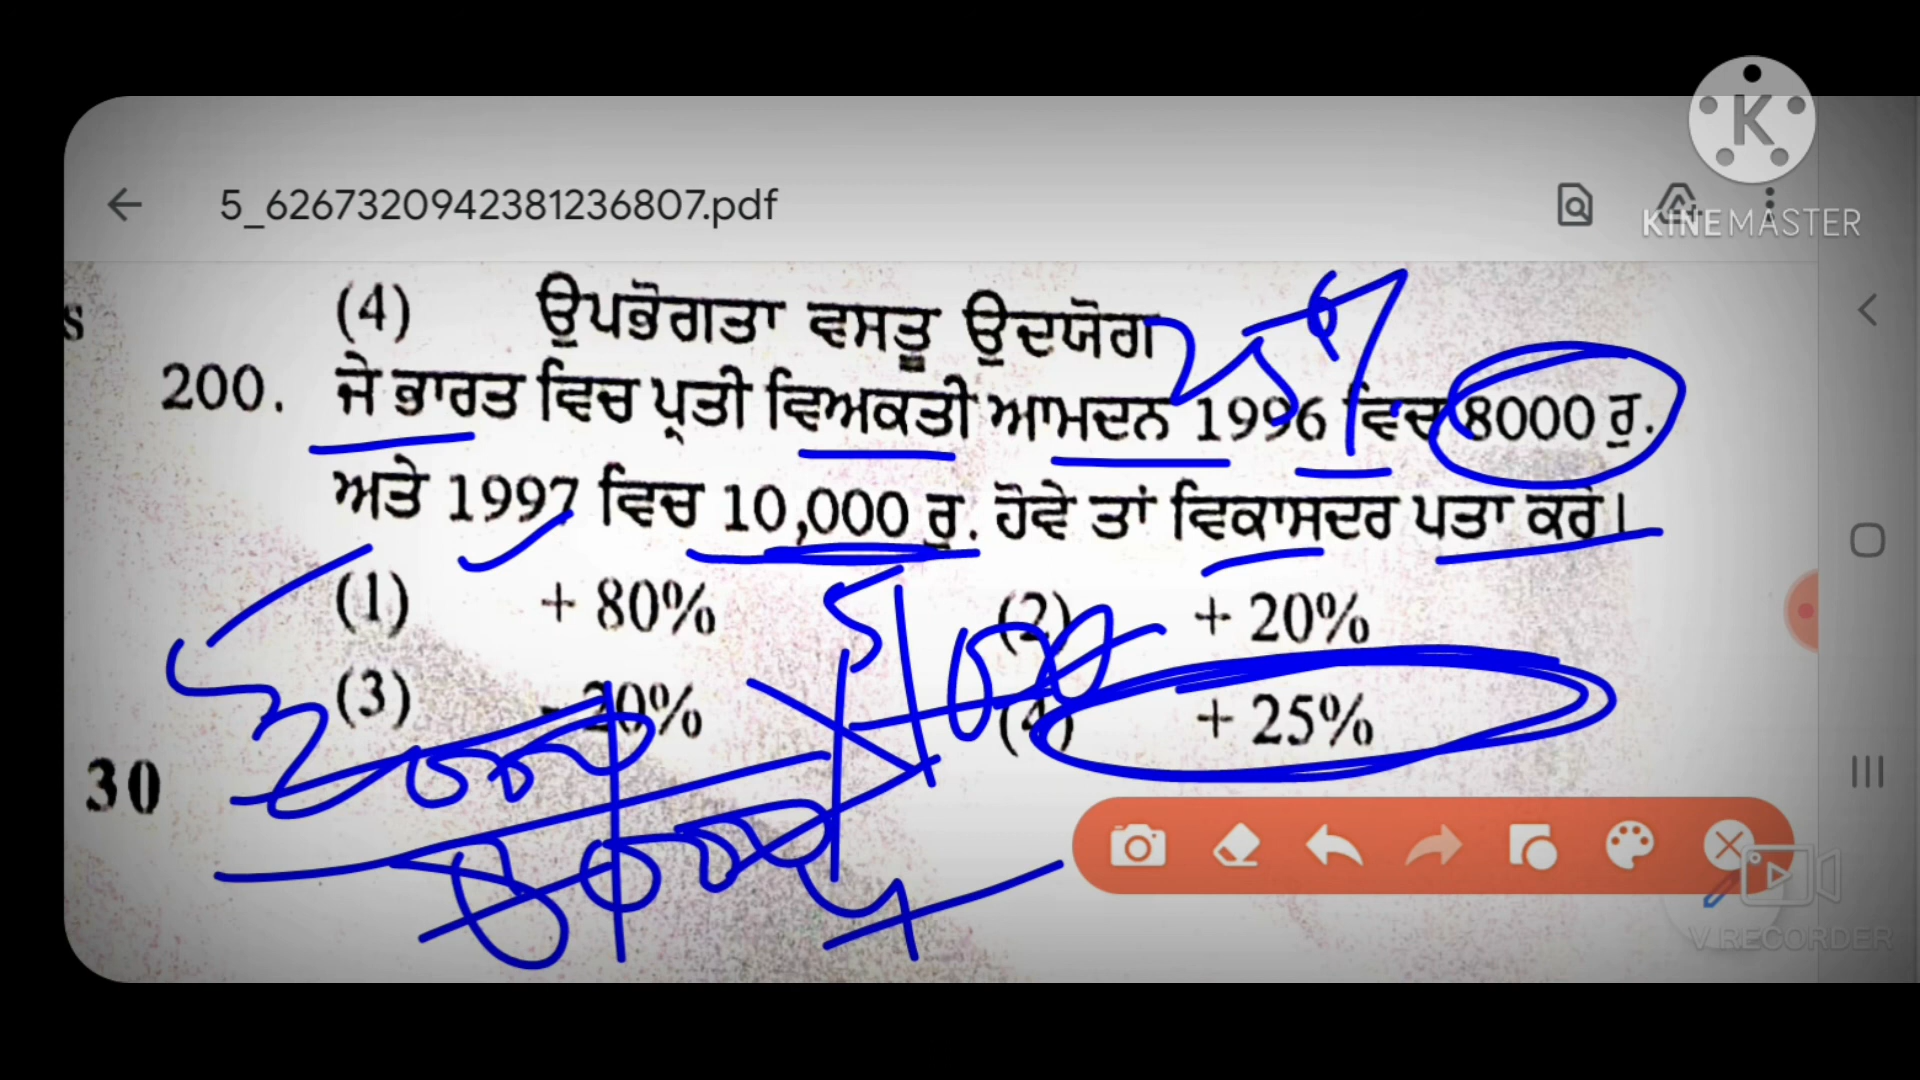 K
KINEMASTER
5_6267320942381236807.pdf
s
(4) ਉਪਭੋਗਤਾ ਵਸਤੂ ਉਦਯੋਗ
200. ਜੇ ਭਾਰਤ ਵਿਚ ਪ੍ਰਤੀ ਵਿਅਕਤੀ ਆਮਦਨ 1996 ਵਿਚ 8000 ਰੁ.
ਅਤੇ 1997 ਵਿਚ 10,000 ਰੁ. ਹੋਵੇ ਤਾਂ ਵਿਕਾਸਦਰ ਪਤਾ ਕਰੋ।
(1) + 80% (2) + 20%
(3) - 20% (4) + 25%
30
V RECORDER